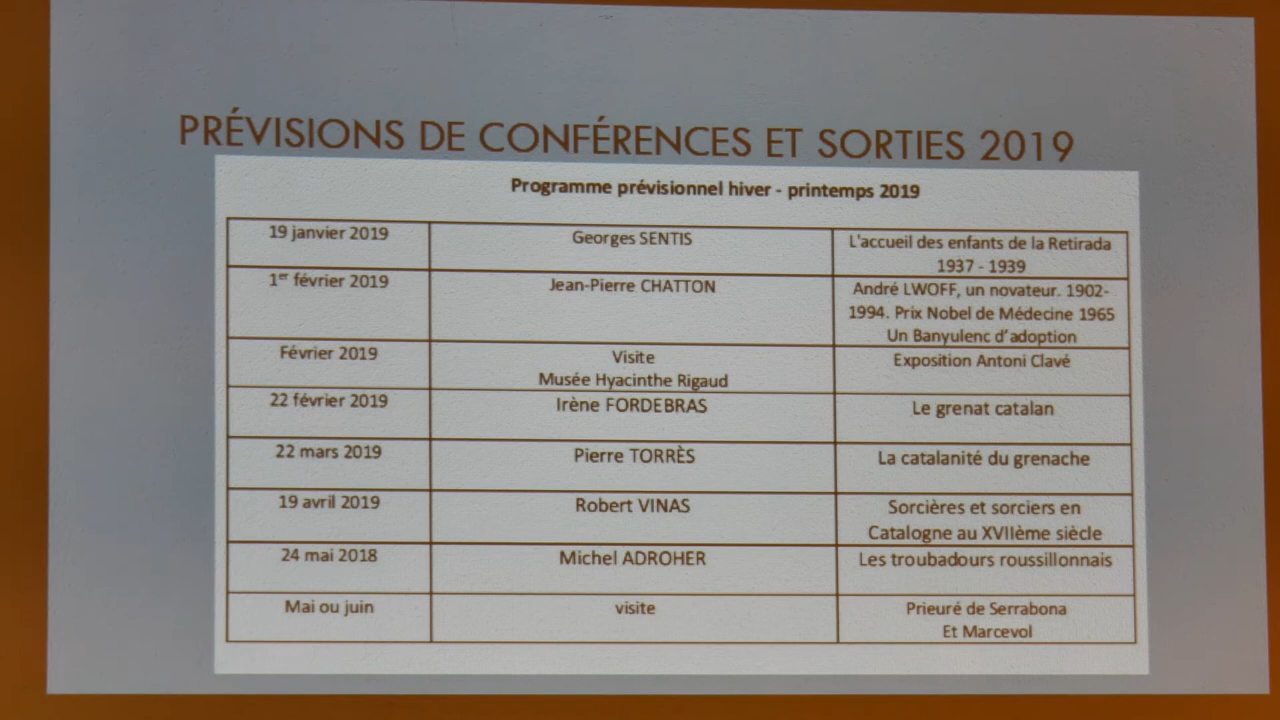 PRÉVISIONS DE CONFÉRENCES ET SORTIES 2019
Programme prévisionnel hiver - printemps 2019
19 janvier 2019
Georges SENTIS
L'accueil des enfants de la Retirada
1937 - 1939
1er février 2019
Jean-Pierre CHATTON
André LWOFF, un novateur. 1902-
1994. Prix Nobel de Médecine 1965
Un Banyulenc d'adoption
Février 2019
Visite
Musée Hyacinthe Rigaud
Exposition Antoni Clavé
22 février 2019
Irène FORDEBRAS
Le grenat catalan
22 mars 2019
Pierre TORRÈS
La catalanité du grenache
19 avril 2019
Robert VINAS
Sorcières et sorciers en
Catalogne au XVIIème siècle
24 mai 2018
Michel ADROHER
Les troubadours roussillonnais
Mai ou juin
visite
Prieuré de Serrabona
Et Marcevol